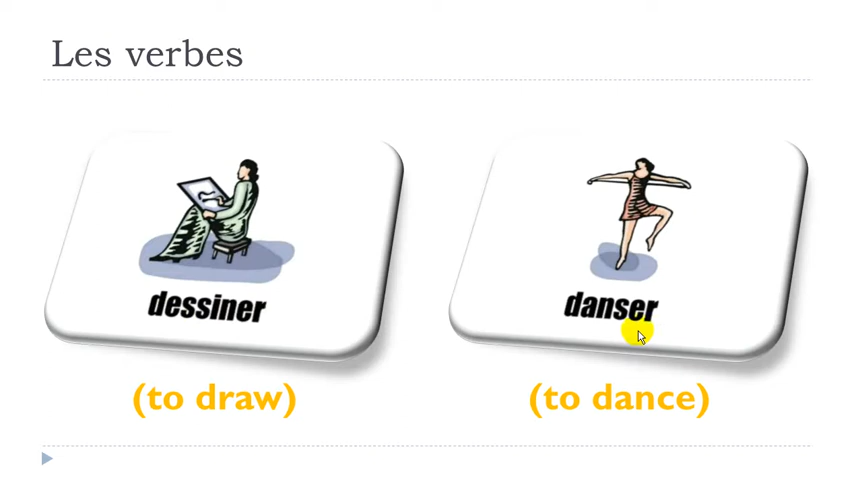 Les verbes
dessiner
danser
(to draw)
(to dance)